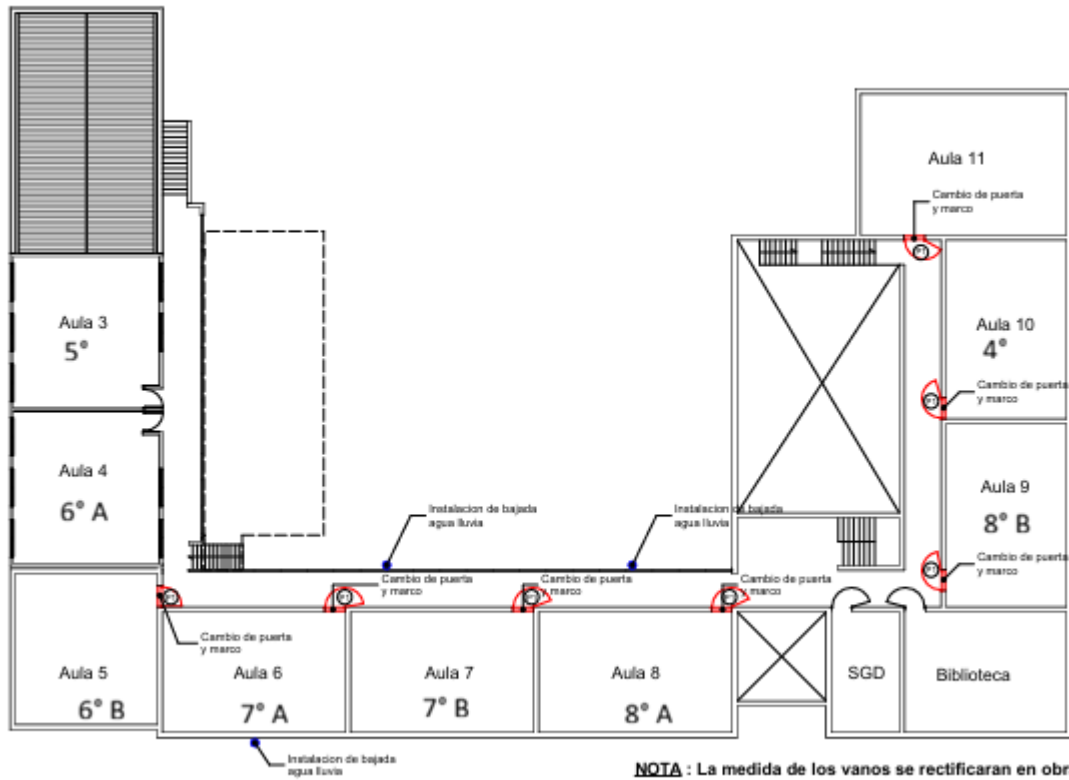 Aula 11
Cambio de puerta
y marco
Aula 3
5°
Aula 10
4°
Cambio de puerta
y marco
Aula 4
6° A
Aula 9
8° B
Instalacion de bajada
agua lluvia
Instalacion de bajada
agua lluvia
Cambio de puerta
y marco
Cambio de puerta
y marco
Cambio de puerta
y marco
Cambio de puerta
y marco
Cambio de puerta
y marco
Aula 5
6° B
Aula 6
7° A
Aula 7
7° B
Aula 8
8° A
SGD
Biblioteca
Instalacion de bajada
agua lluvia
NOTA : La medida de los vanos se rectificaran en obr